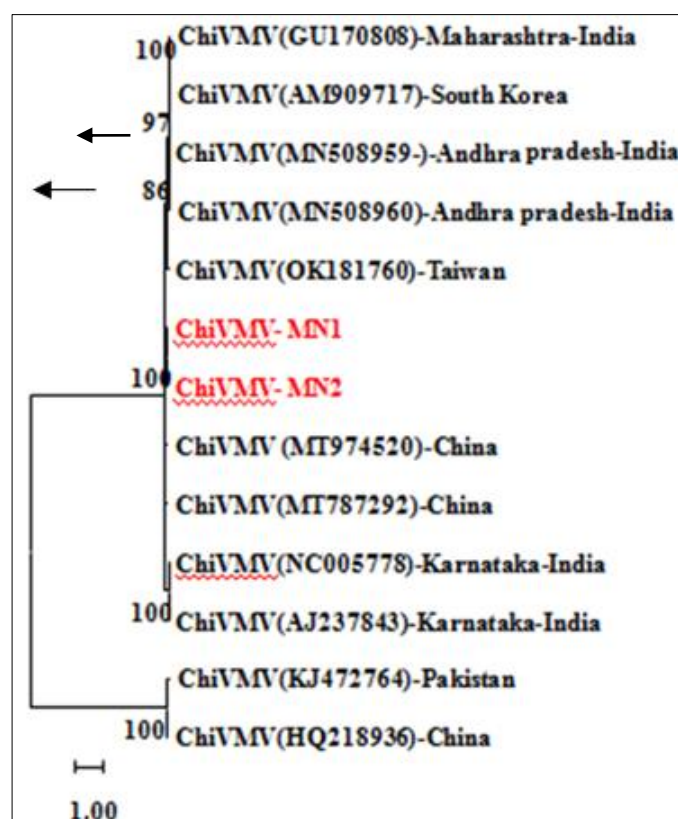 100
ChiVMV(GU170808)-Maharashtra-India
ChiVMV(AM909717)-South Korea
97
ChiVMV(MN508959-)-Andhra pradesh-India
86
ChiVMV(MN508960)-Andhra pradesh-India
ChiVMV(OK181760)-Taiwan
ChiVMV- MN1
100
ChiVMV- MN2
ChiVMV (MT974520)-China
ChiVMV(MT787292)-China
ChiVMV(NC005778)-Karnataka-India
100
ChiVMV(AJ237843)-Karnataka-India
ChiVMV(KJ472764)-Pakistan
100
ChiVMV(HQ218936)-China
1.00